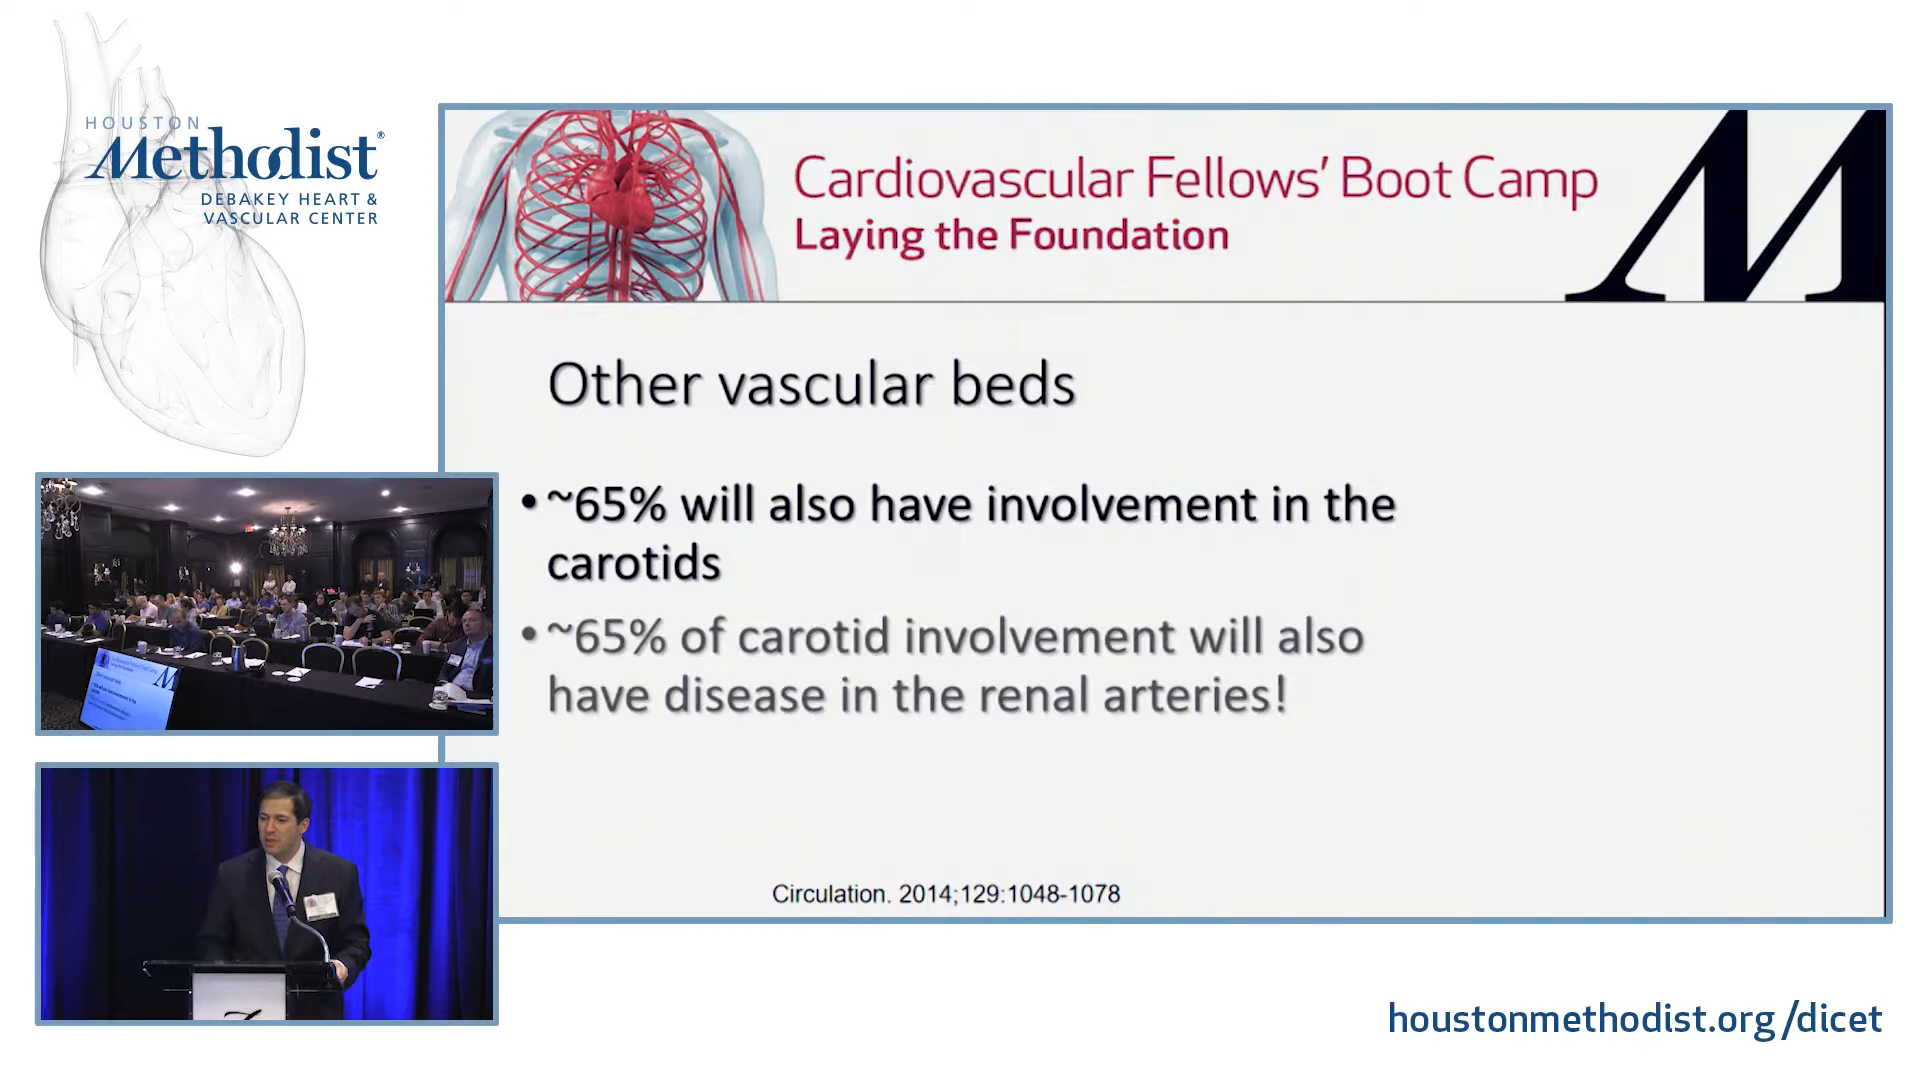 HOUSTON
Methodist®
DEBAKEY HEART &
VASCULAR CENTER
Cardiovascular Fellows’ Boot Camp
Laying the Foundation
M
Other vascular beds
• ~65% will also have involvement in the
carotids
• ~65% of carotid involvement will also
have disease in the renal arteries!
Circulation. 2014;129:1048-1078
houstonmethodist.org/dicet